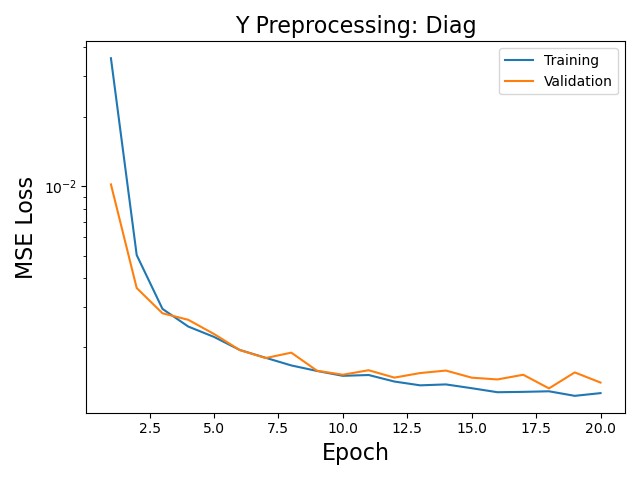 Y Preprocessing: Diag
Training
Validation
MSE Loss
10⁻²
2.5 5.0 7.5 10.0 12.5 15.0 17.5 20.0
Epoch